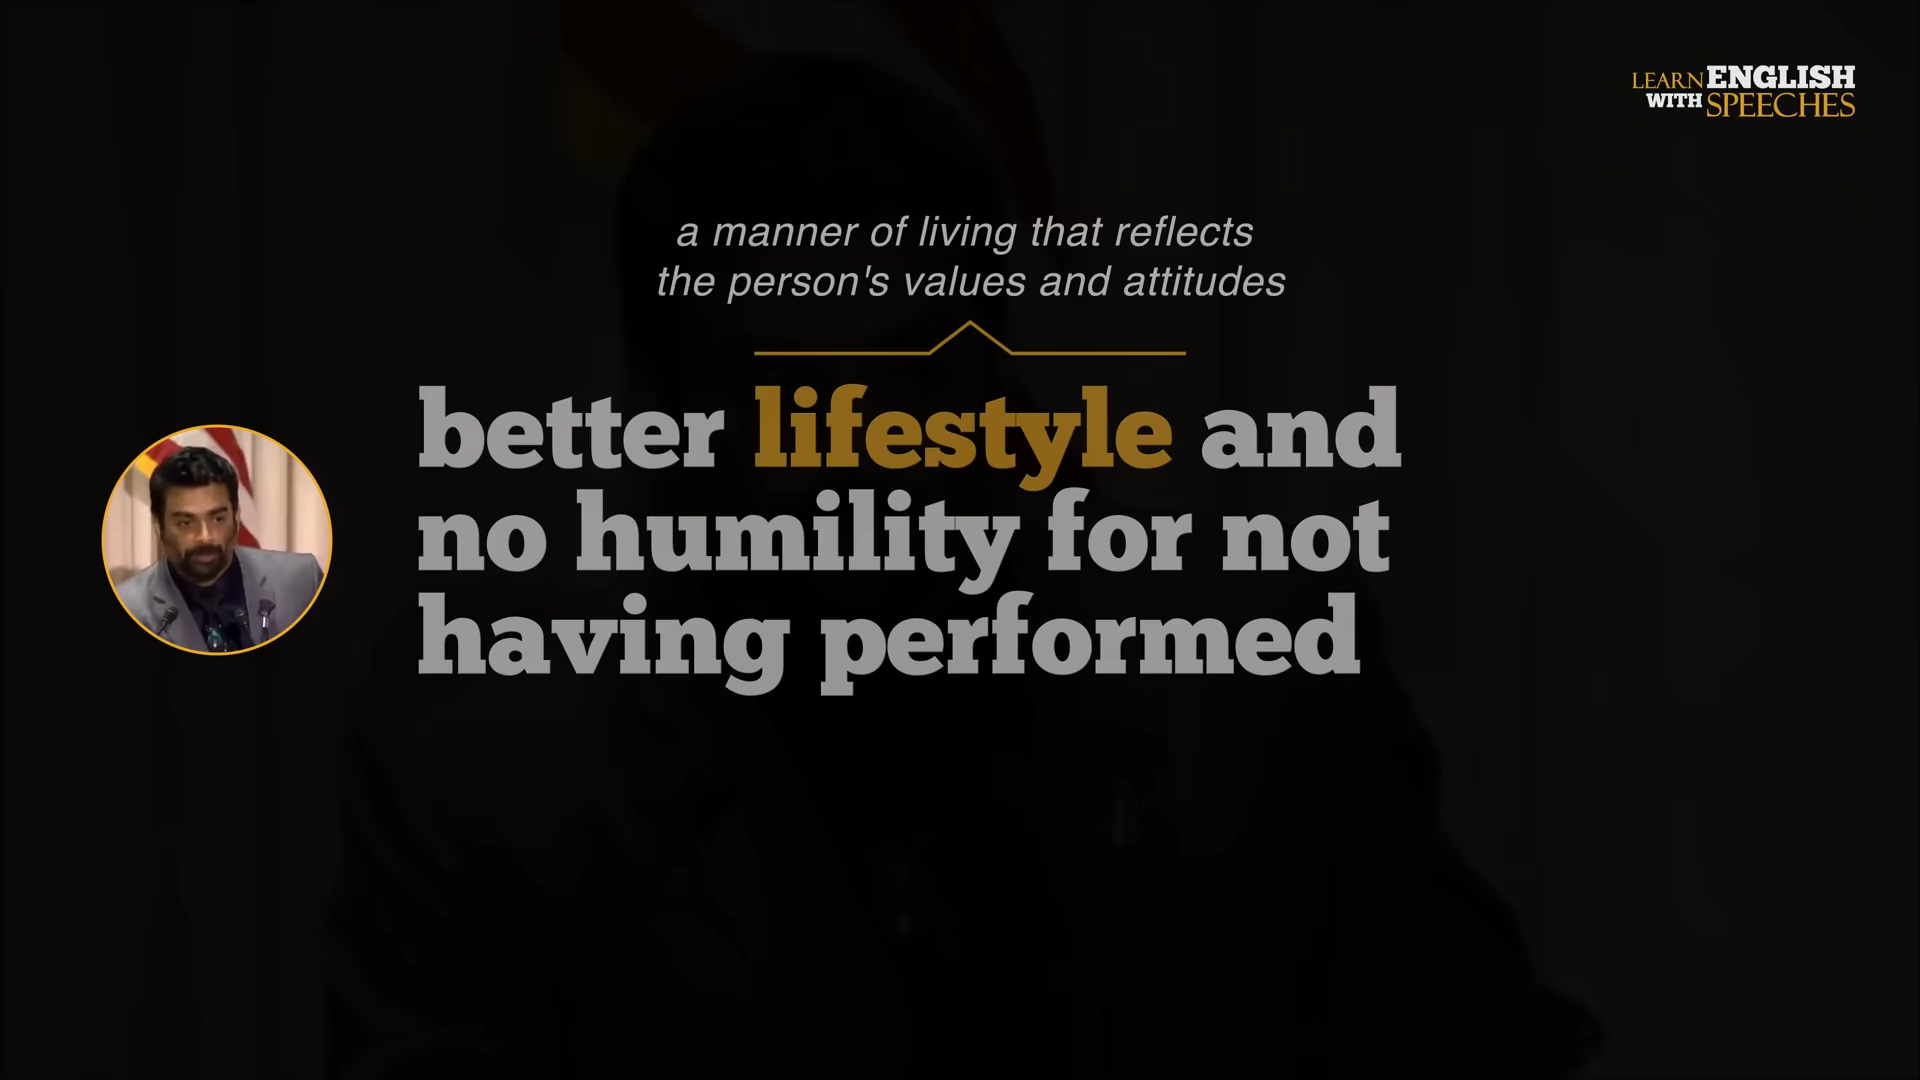 LEARN ENGLISH
WITH SPEECHES
a manner of living that reflects
the person's values and attitudes
better lifestyle and
no humility for not
having performed